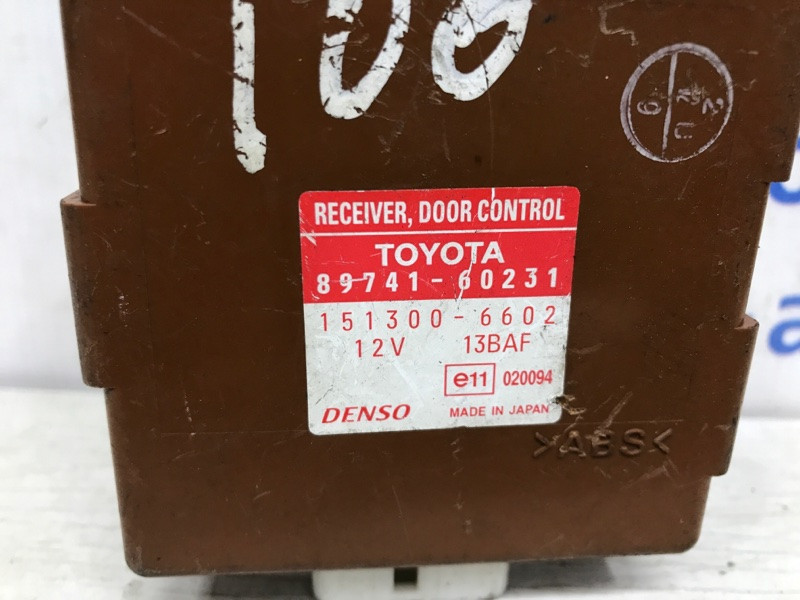 100
RECEIVER, DOOR CONTROL
TOYOTA
89741-60231
151300-6602
12V 13BAF
e11 020094
DENSO MADE IN JAPAN
>ABS<